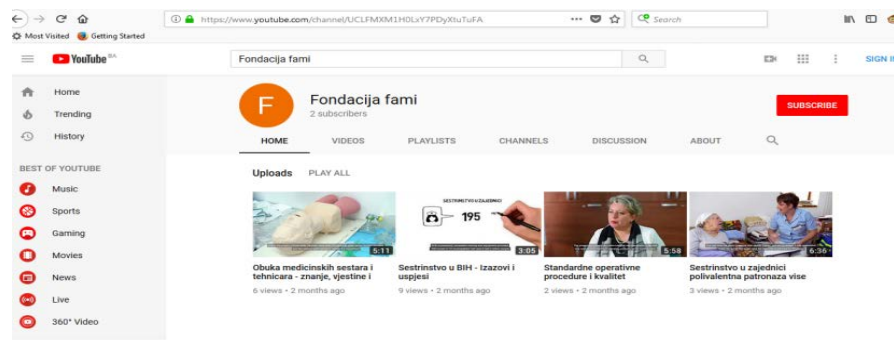 https://www.youtube.com/channel/UCLFMXM1H0LxY7PDyXtuTuFA
Search
Most Visited Getting Started
YouTube BA
Fondacija fami
SIGN I
Home
Trending
History
BEST OF YOUTUBE
Music
Sports
Gaming
Movies
News
Live
360° Video
F
Fondacija fami
2 subscribers
SUBSCRIBE
HOME VIDEOS PLAYLISTS CHANNELS DISCUSSION ABOUT
Uploads PLAY ALL
5:11
SESTRINSTVO U ZAJEDNICI
195
3:05
5:58
6:36
Obuka medicinskih sestara i
tehnicara - znanje, vjestine i
6 views • 2 months ago
Sestrinstvo u BIH - Izazovi i
uspjesi
9 views • 2 months ago
Standardne operativne
procedure i kvalitet
2 views • 2 months ago
Sestrinstvo u zajednici
polivalentna patronaza vise
3 views • 2 months ago